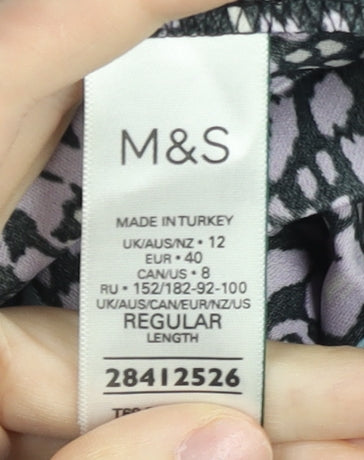 M&S
MADE IN TURKEY
UK/AUS/NZ • 12
EUR • 40
CAN/US • 8
RU • 152/182-92-100
UK/AUS/CAN/EUR/NZ/US
REGULAR
LENGTH
28412526